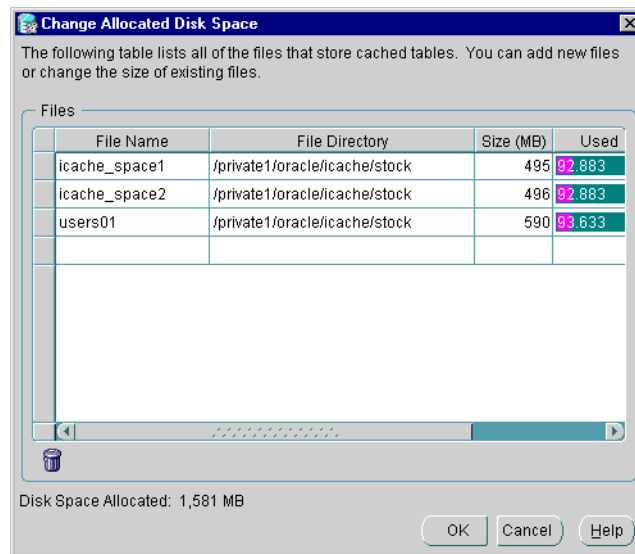 Change Allocated Disk Space
The following table lists all of the files that store cached tables. You can add new files
or change the size of existing files.
Files
File Name File Directory Size (MB) Used
icache_space1 /private1/oracle/icache/stock 495 92.883
icache_space2 /private1/oracle/icache/stock 496 92.883
users01 /private1/oracle/icache/stock 590 93.633
Disk Space Allocated: 1,581 MB
OK Cancel Help